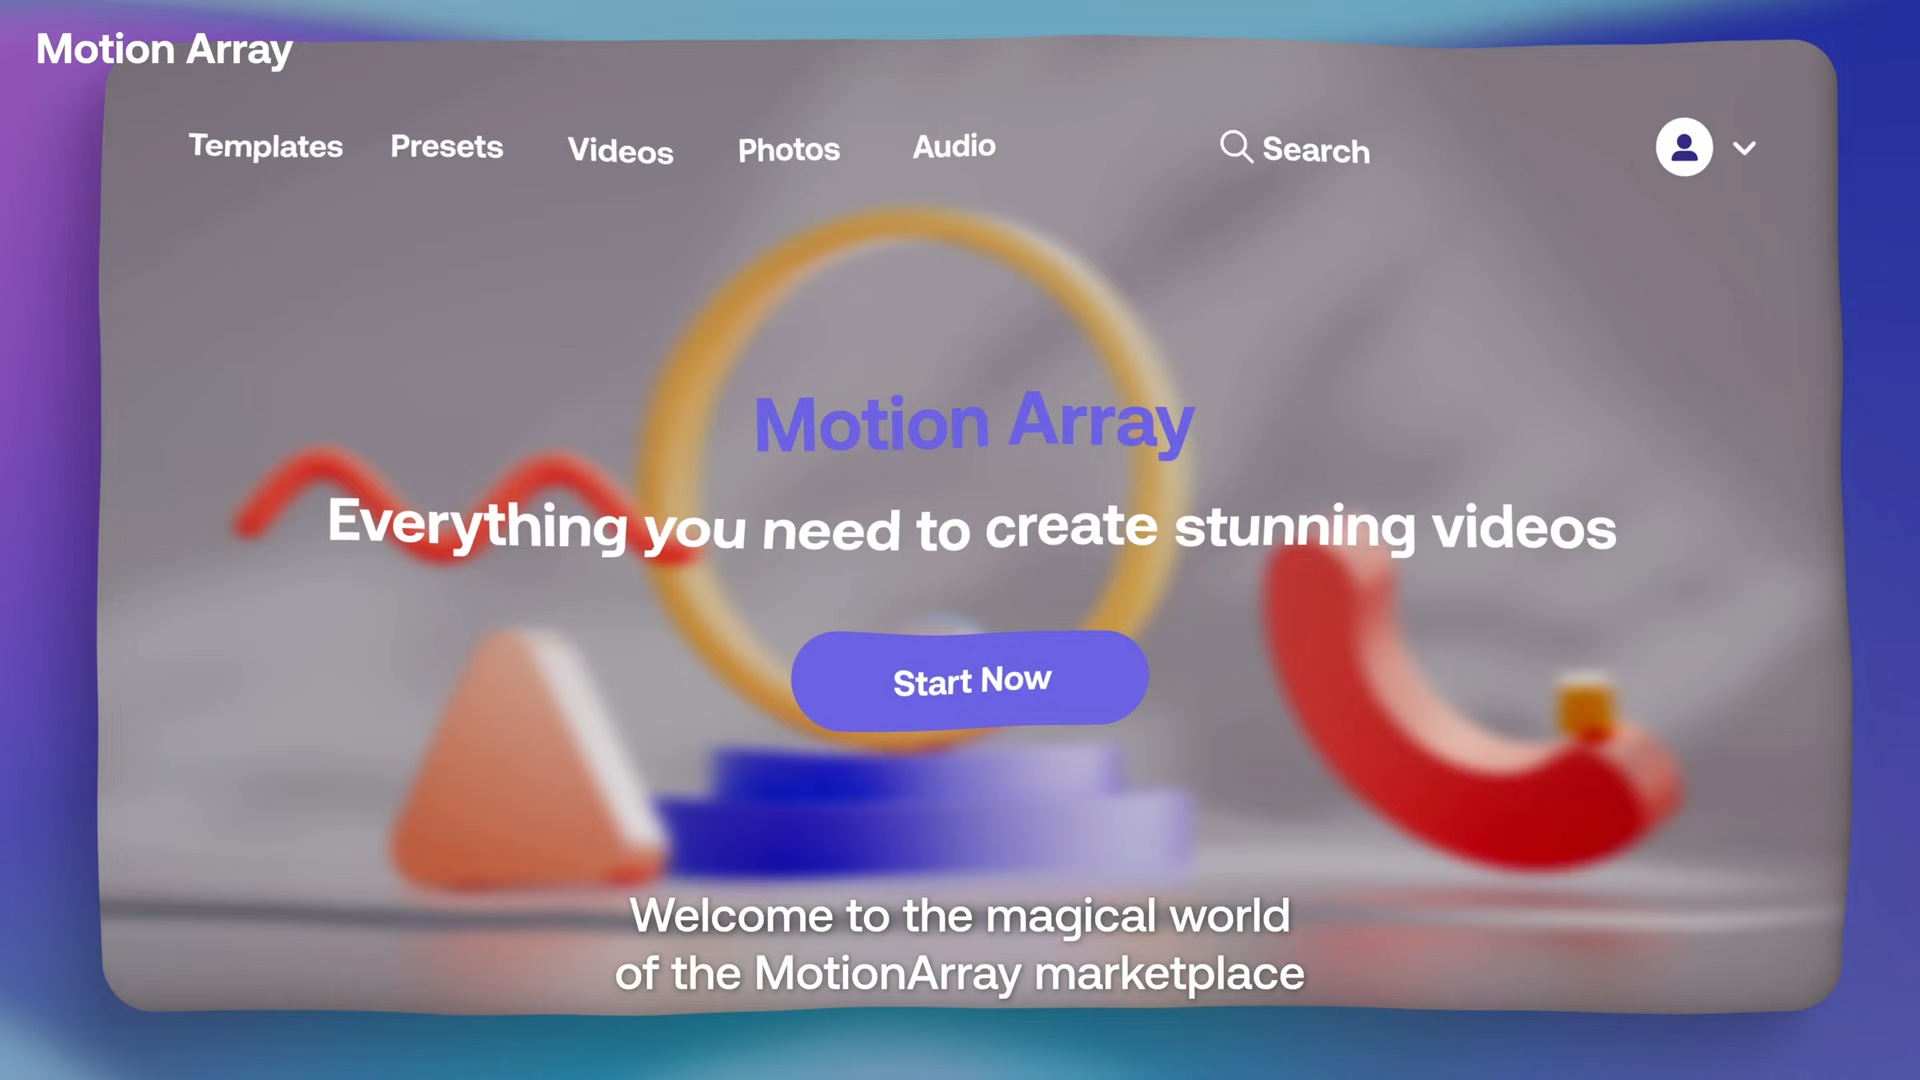 Motion Array
Templates Presets Videos Photos Audio Search
Motion Array
Everything you need to create stunning videos
Start Now
Welcome to the magical world
of the MotionArray marketplace